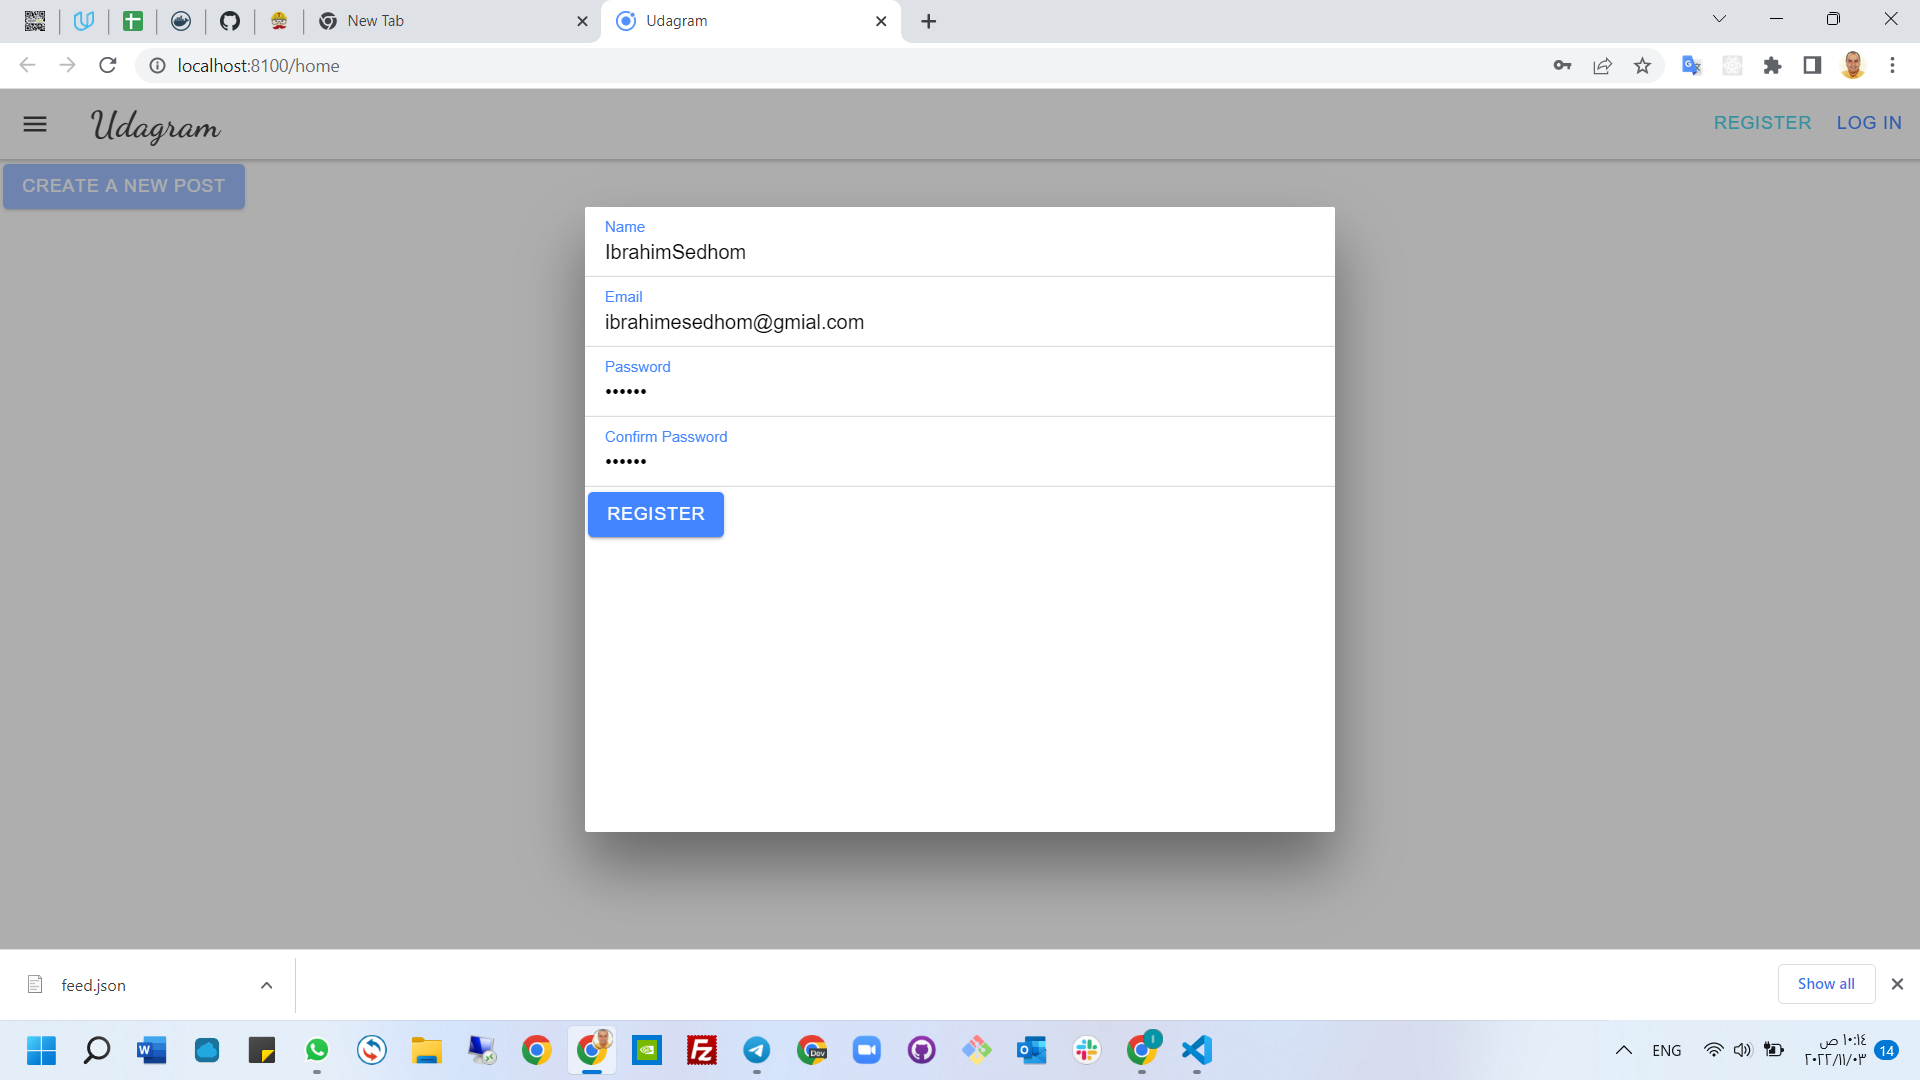 New Tab
Udagram
localhost:8100/home
Udagram
REGISTER
LOG IN
CREATE A NEW POST
Name
IbrahimSedhom
Email
ibrahimesedhom@gmial.com
Password
••••••
Confirm Password
••••••
REGISTER
feed.json
Show all
Dev
ENG
١٠:١٤ ص
٢٠٢٢/١١/٠٣
14